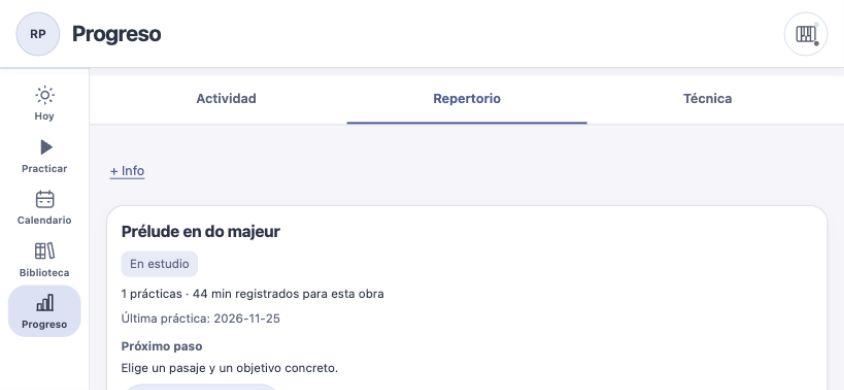 RP
Progreso
Hoy
Practicar
Calendario
Biblioteca
Progreso
Actividad
Repertorio
Técnica
+ Info
Prélude en do majeur
En estudio
1 prácticas · 44 min registrados para esta obra
Última práctica: 2026-11-25
Próximo paso
Elige un pasaje y un objetivo concreto.